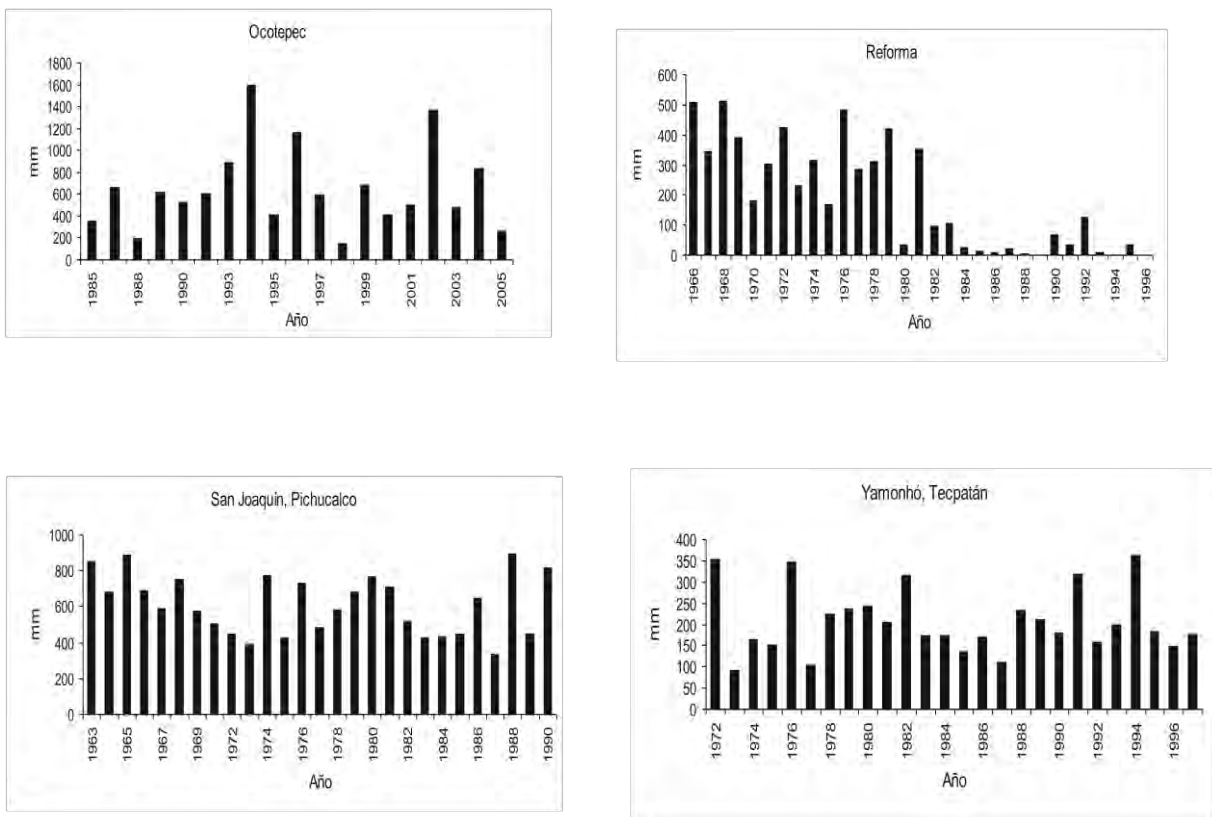 Ocotepec
1800
1600
1400
1200
1000
800
600
400
200
0
mm
1985 1988 1990 1993 1995 1997 1999 2001 2003 2005
Año
Reforma
600
500
400
300
200
100
0
mm
1966 1968 1970 1972 1974 1976 1978 1980 1982 1984 1986 1988 1990 1992 1994 1996
Año
San Joaquín, Pichucalco
1000
800
600
400
200
0
mm
1963 1965 1967 1969 1972 1974 1976 1978 1980 1982 1984 1986 1988 1990
Año
Yamonhó, Tecpatán
400
350
300
250
200
150
100
50
0
mm
1972 1974 1976 1978 1980 1982 1984 1986 1988 1990 1992 1994 1996
Año